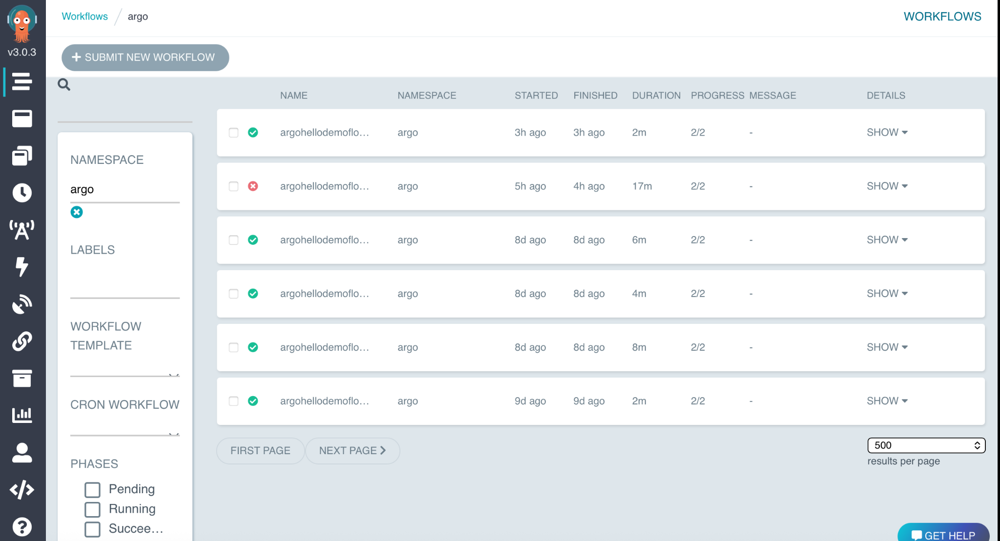 Workflows / argo
WORKFLOWS
v3.0.3
+ SUBMIT NEW WORKFLOW
NAMESPACE
argo
LABELS
WORKFLOW
TEMPLATE
CRON WORKFLOW
PHASES
Pending
Running
Succee...
NAME NAMESPACE STARTED FINISHED DURATION PROGRESS MESSAGE DETAILS
argohellodemoflo... argo 3h ago 3h ago 2m 2/2 - SHOW
argohellodemoflo... argo 5h ago 4h ago 17m 2/2 - SHOW
argohellodemoflo... argo 8d ago 8d ago 6m 2/2 - SHOW
argohellodemoflo... argo 8d ago 8d ago 4m 2/2 - SHOW
argohellodemoflo... argo 8d ago 8d ago 8m 2/2 - SHOW
argohellodemoflo... argo 9d ago 9d ago 2m 2/2 - SHOW
FIRST PAGE NEXT PAGE
500
results per page
GET HELP